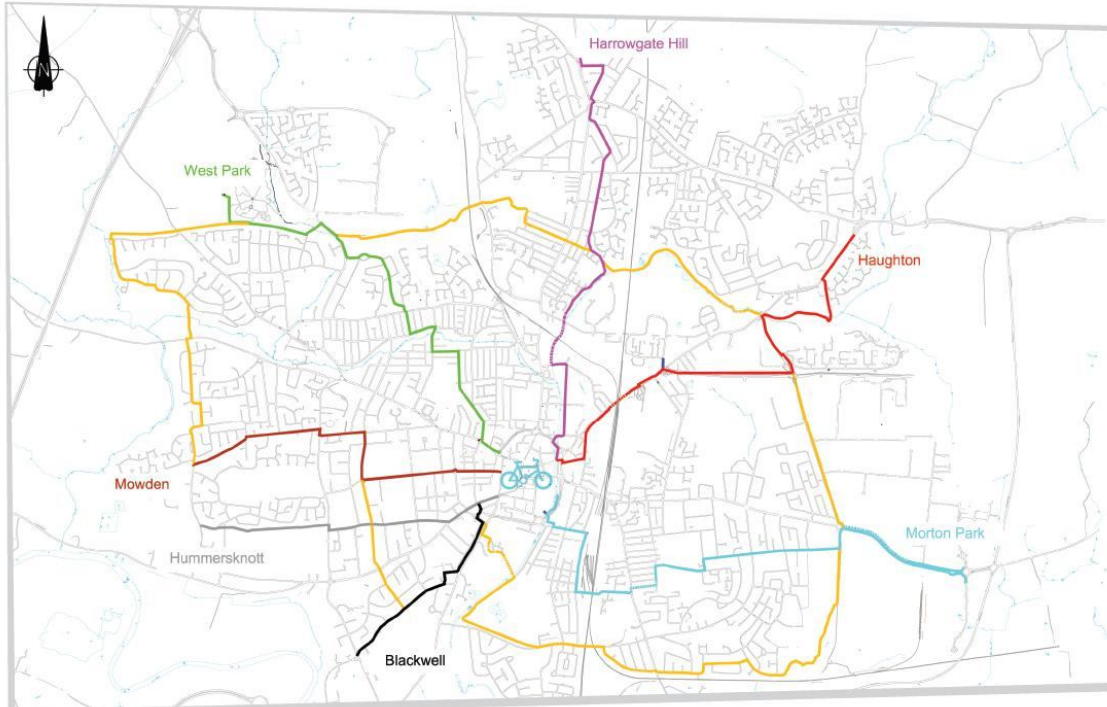 Harrowgate Hill
N
West Park
Haughton
Mowden
Morton Park
Hummersknott
Blackwell